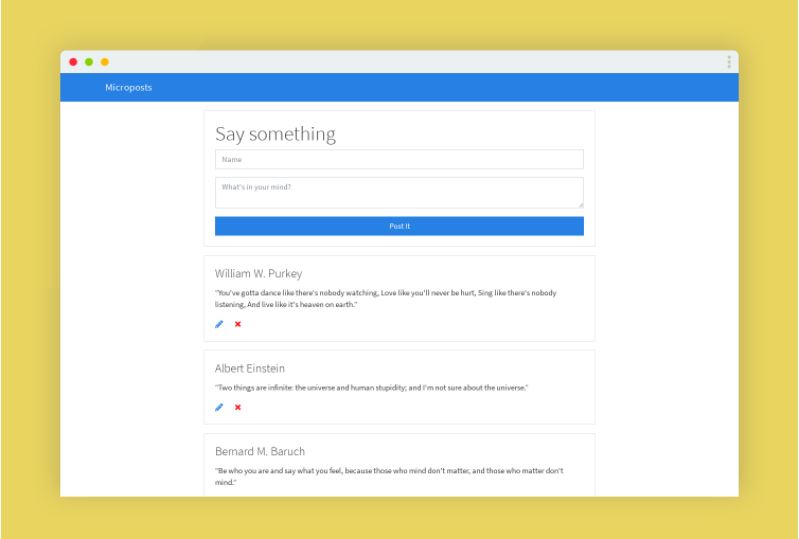 Microposts
Say something
Name
What's in your mind?
Post It
William W. Purkey
"You've gotta dance like there's nobody watching, Love like you'll never be hurt, Sing like there's nobody
listening, And live like it's heaven on earth."
Albert Einstein
"Two things are infinite: the universe and human stupidity; and I'm not sure about the universe."
Bernard M. Baruch
"Be who you are and say what you feel, because those who mind don't matter, and those who matter don't
mind."